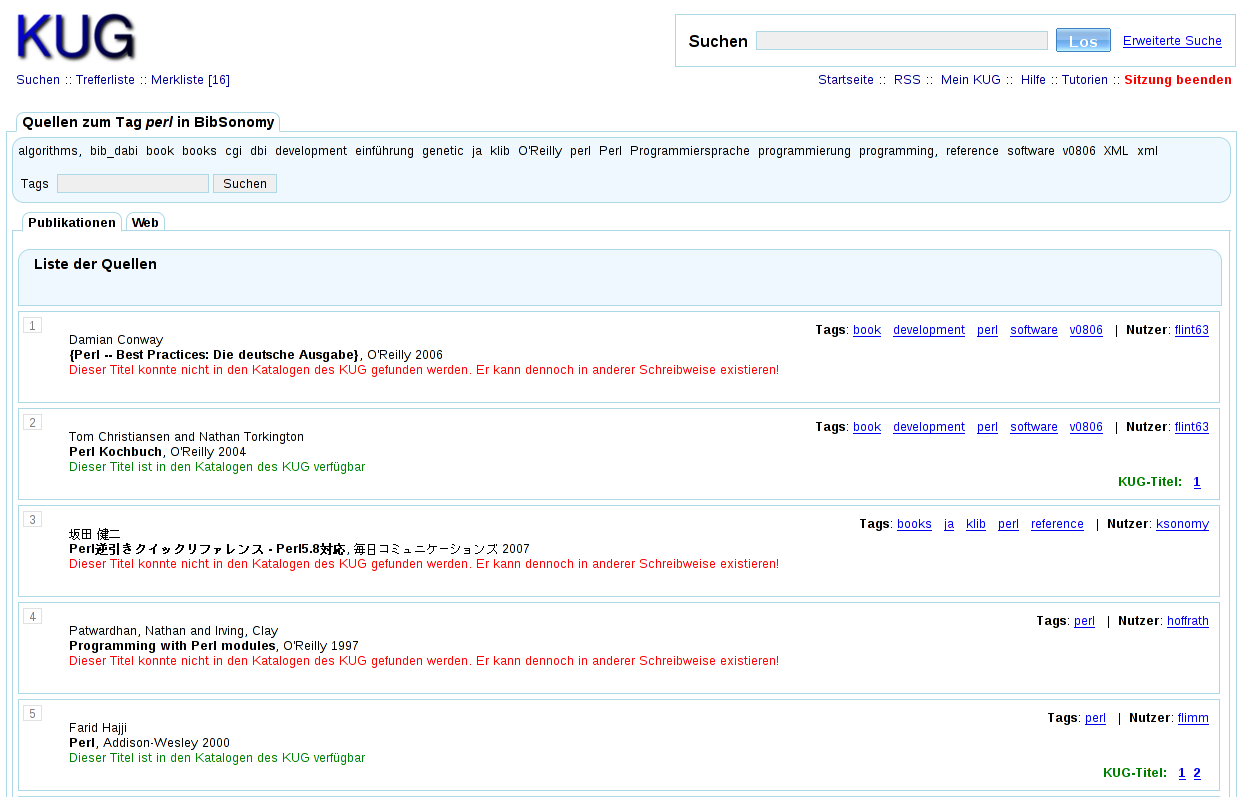 KUG
Suchen Los Erweiterte Suche
Suchen :: Trefferliste :: Merkliste [16]
Startseite :: RSS :: Mein KUG :: Hilfe :: Tutorien :: Sitzung beenden
Quellen zum Tag perl in BibSonomy
algorithms, bib_dabi book books cgi dbi development einführung genetic ja klib O'Reilly perl Perl Programmiersprache programmierung programming, reference software v0806 XML xml
Tags Suchen
Publikationen Web
Liste der Quellen
1
Tags: book development perl software v0806 | Nutzer: flint63
Damian Conway
{Perl -- Best Practices: Die deutsche Ausgabe}, O'Reilly 2006
Dieser Titel konnte nicht in den Katalogen des KUG gefunden werden. Er kann dennoch in anderer Schreibweise existieren!
2
Tags: book development perl software v0806 | Nutzer: flint63
Tom Christiansen and Nathan Torkington
Perl Kochbuch, O'Reilly 2004
Dieser Titel ist in den Katalogen des KUG verfügbar
KUG-Titel: 1
3
Tags: books ja klib perl reference | Nutzer: ksonomy
坂田 健二
Perl逆引きクイックリファレンス - Perl5.8対応, 毎日コミュニケーションズ 2007
Dieser Titel konnte nicht in den Katalogen des KUG gefunden werden. Er kann dennoch in anderer Schreibweise existieren!
4
Tags: perl | Nutzer: hoffrath
Patwardhan, Nathan and Irving, Clay
Programming with Perl modules, O'Reilly 1997
Dieser Titel konnte nicht in den Katalogen des KUG gefunden werden. Er kann dennoch in anderer Schreibweise existieren!
5
Tags: perl | Nutzer: flimm
Farid Hajji
Perl, Addison-Wesley 2000
Dieser Titel ist in den Katalogen des KUG verfügbar
KUG-Titel: 1 2